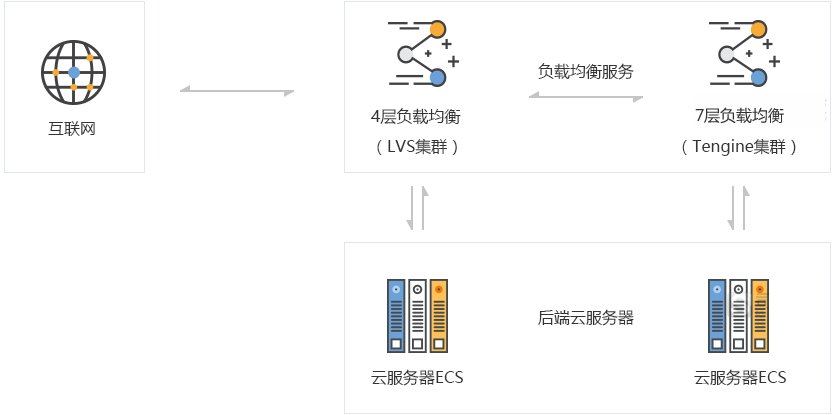 互联网
负载均衡服务
4层负载均衡
（LVS集群）
7层负载均衡
（Tengine集群）
后端云服务器
云服务器ECS
云服务器ECS